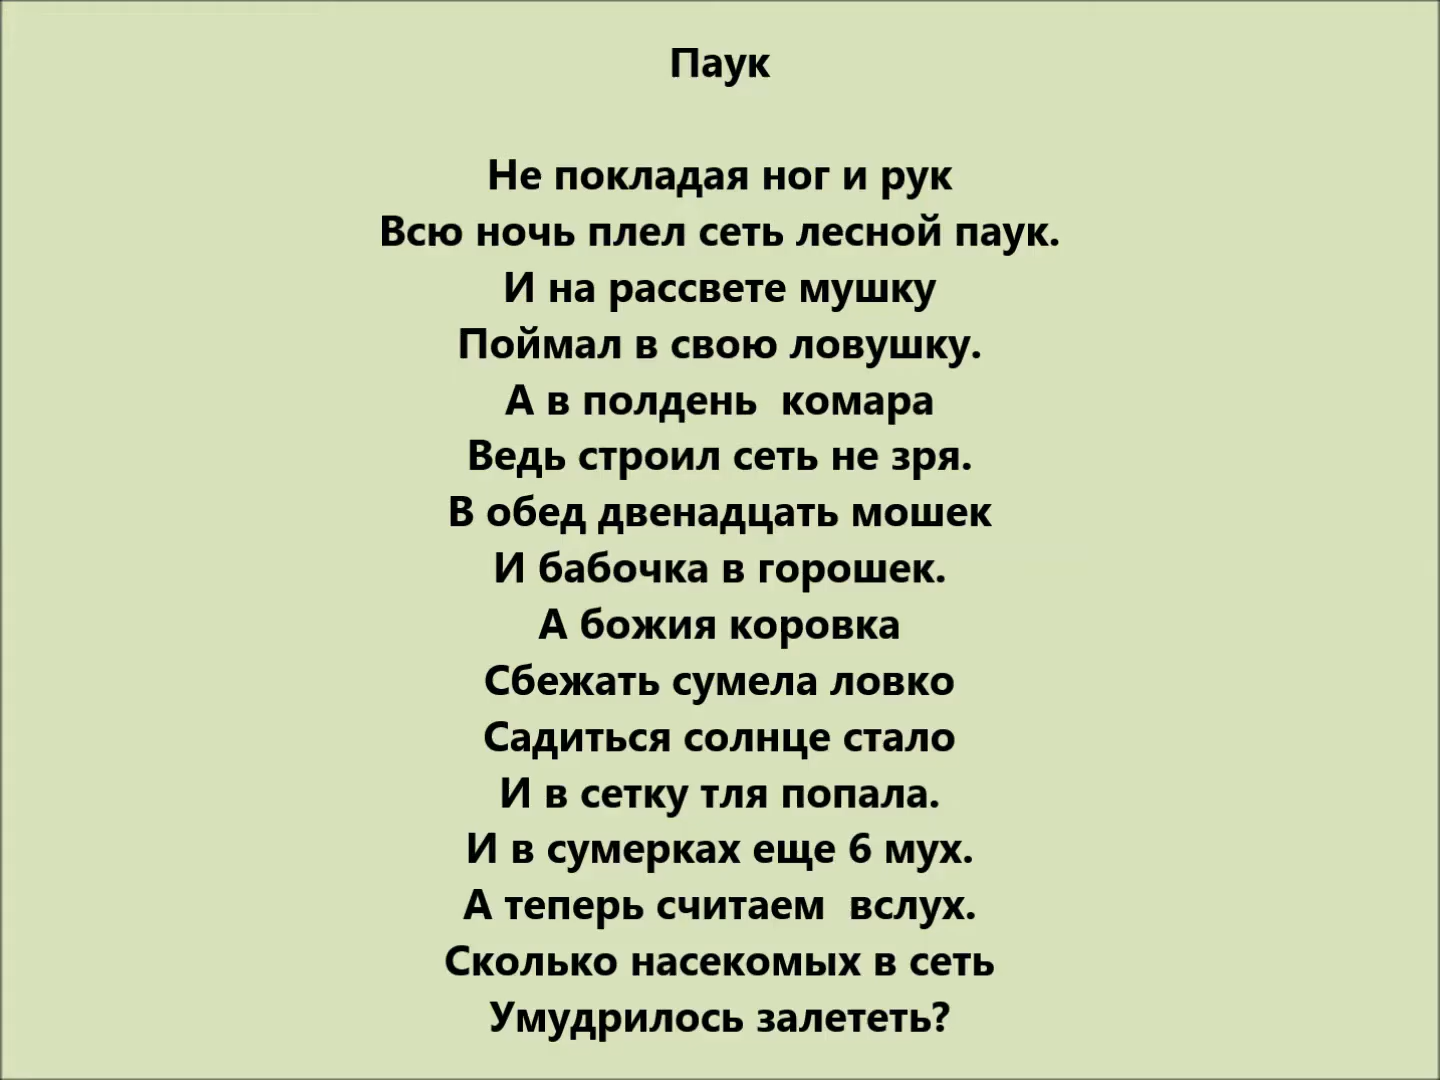 Паук
Не покладая ног и рук
Всю ночь плел сеть лесной паук.
И на рассвете мушку
Поймал в свою ловушку.
А в полдень  комара
Ведь строил сеть не зря.
В обед двенадцать мошек
И бабочка в горошек.
А божия коровка
Сбежать сумела ловко
Садиться солнце стало
И в сетку тля попала.
И в сумерках еще 6 мух.
А теперь считаем  вслух.
Сколько насекомых в сеть
Умудрилось залететь?